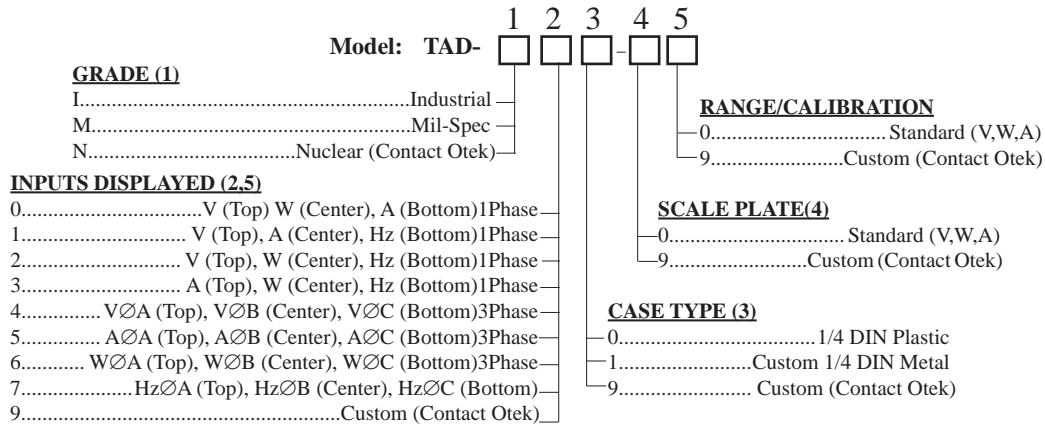 1 2 3 4 5
Model: TAD- -
GRADE (1)
I..........................................................Industrial
M..........................................................Mil-Spec
N.......................................Nuclear (Contact Otek)
INPUTS DISPLAYED (2,5)
0................................V (Top) W (Center), A (Bottom)1Phase
1............................. V (Top), A (Center), Hz (Bottom)1Phase
2............................ V (Top), W (Center), Hz (Bottom)1Phase
3............................. A (Top), W (Center), Hz (Bottom)1Phase
4..............V∅A (Top), V∅B (Center), V∅C (Bottom)3Phase
5.............. A∅A (Top), A∅B (Center), A∅C (Bottom)3Phase
6............ W∅A (Top), W∅B (Center), W∅C (Bottom)3Phase
7...................Hz∅A (Top), Hz∅B (Center), Hz∅C (Bottom)
9........................................................Custom (Contact Otek)
RANGE/CALIBRATION
0................................ Standard (V,W,A)
9.......................Custom (Contact Otek)
SCALE PLATE(4)
0............................... Standard (V,W,A)
9........................Custom (Contact Otek)
CASE TYPE (3)
0...................................1/4 DIN Plastic
1.......................Custom 1/4 DIN Metal
9....................... Custom (Contact Otek)